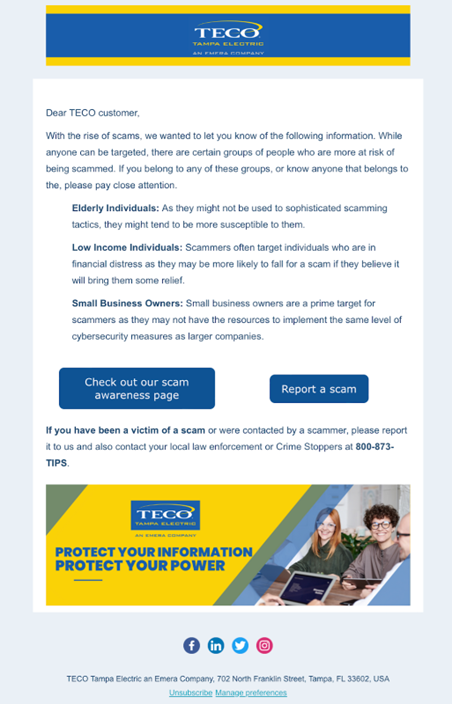 TECO
TAMPA ELECTRIC
AN EMERA COMPANY
Dear TECO customer,
With the rise of scams, we wanted to let you know of the following information. While
anyone can be targeted, there are certain groups of people who are more at risk of
being scammed. If you belong to any of these groups, or know anyone that belongs to
the, please pay close attention.
Elderly Individuals: As they might not be used to sophisticated scamming
tactics, they might tend to be more susceptible to them.
Low Income Individuals: Scammers often target individuals who are in
financial distress as they may be more likely to fall for a scam if they believe it
will bring them some relief.
Small Business Owners: Small business owners are a prime target for
scammers as they may not have the resources to implement the same level of
cybersecurity measures as larger companies.
Check out our scam
awareness page
Report a scam
If you have been a victim of a scam or were contacted by a scammer, please report
it to us and also contact your local law enforcement or Crime Stoppers at 800-873-
TIPS.
TECO
TAMPA ELECTRIC
AN EMERA COMPANY
PROTECT YOUR INFORMATION
PROTECT YOUR POWER
TECO Tampa Electric an Emera Company, 702 North Franklin Street, Tampa, FL 33602, USA
Unsubscribe Manage preferences